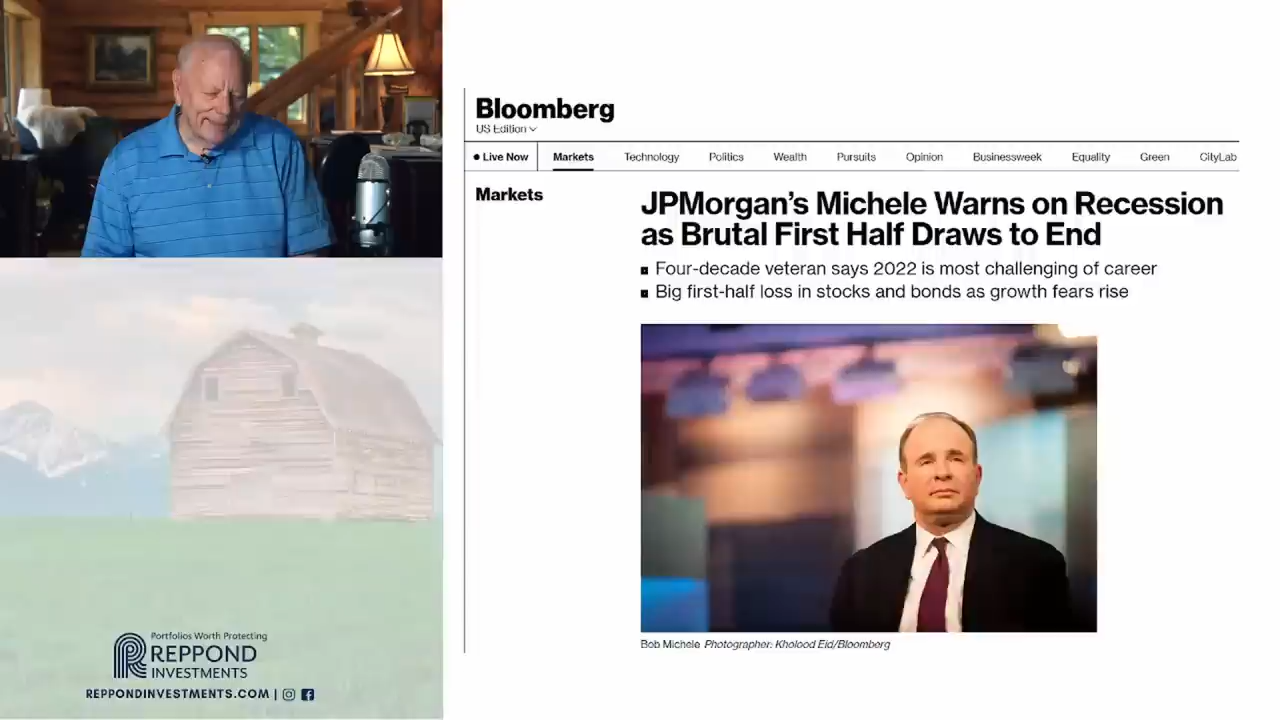 Bloomberg
US Edition
Live Now
Markets
Technology
Politics
Wealth
Pursuits
Opinion
Businessweek
Equality
Green
CityLab
Markets
JPMorgan's Michele Warns on Recession
as Brutal First Half Draws to End
Four-decade veteran says 2022 is most challenging of career
Big first-half loss in stocks and bonds as growth fears rise
Bob Michele Photographer: Kholood Eid/Bloomberg
Portfolios Worth Protecting
REPPOND
INVESTMENTS
REPPONDINVESTMENTS.COM |